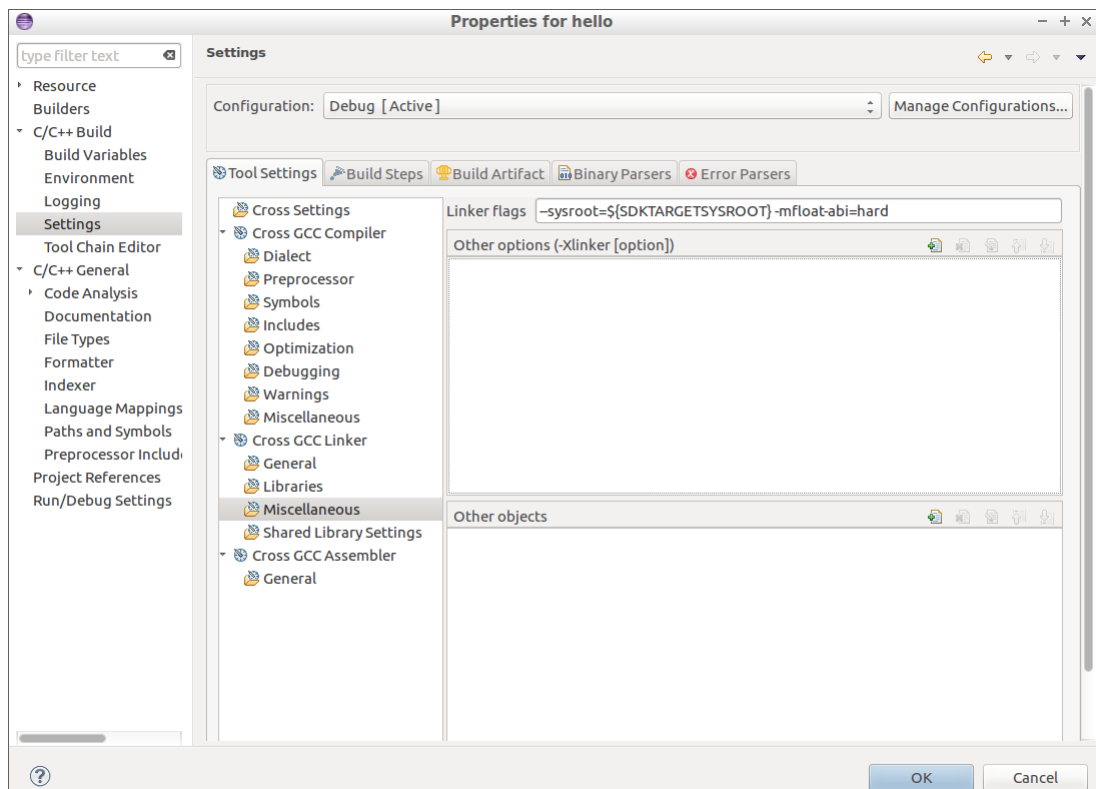 Properties for hello
type filter text
Resource
Builders
C/C++ Build
Build Variables
Environment
Logging
Settings
Tool Chain Editor
C/C++ General
Code Analysis
Documentation
File Types
Formatter
Indexer
Language Mappings
Paths and Symbols
Preprocessor Include
Project References
Run/Debug Settings
Settings
Configuration: Debug [Active] Manage Configurations...
Tool Settings Build Steps Build Artifact Binary Parsers Error Parsers
Cross Settings
Cross GCC Compiler
Dialect
Preprocessor
Symbols
Includes
Optimization
Debugging
Warnings
Miscellaneous
Cross GCC Linker
General
Libraries
Miscellaneous
Shared Library Settings
Cross GCC Assembler
General
Linker flags --sysroot=${SDKTARGETSYSROOT} -mfloat-abi=hard
Other options (-Xlinker [option])
Other objects
OK Cancel